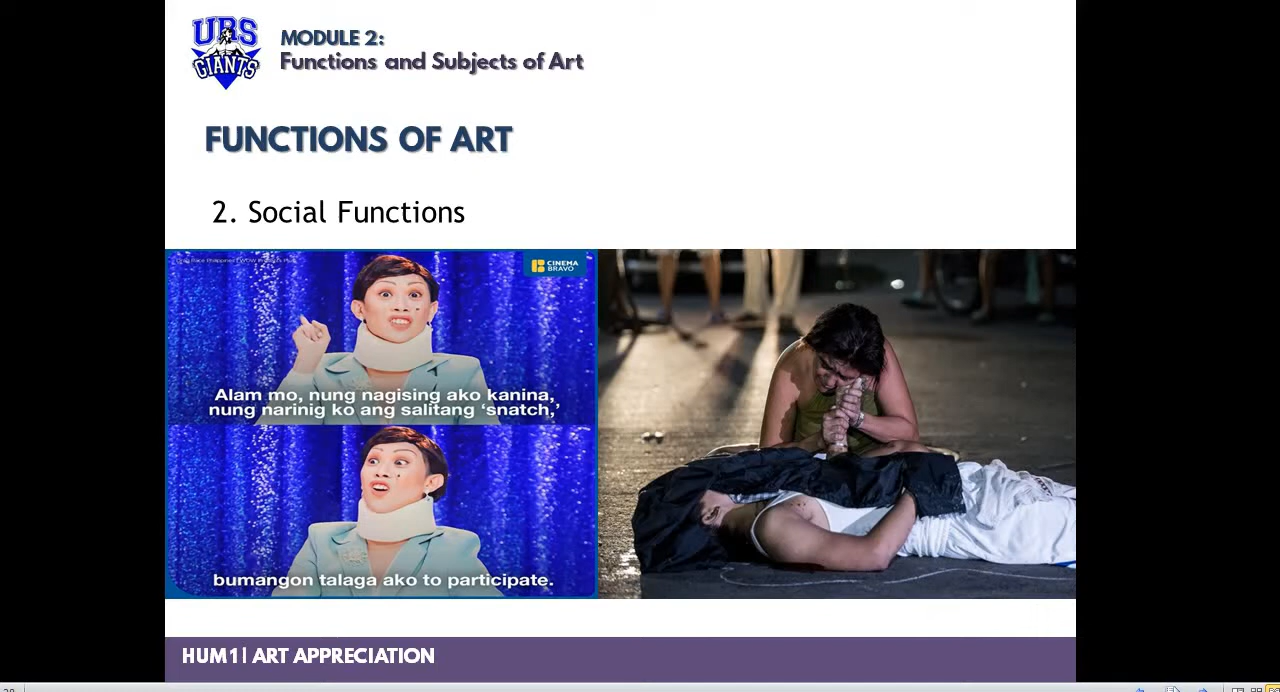 URS
GIANTS
MODULE 2:
Functions and Subjects of Art
FUNCTIONS OF ART
2. Social Functions
CINEMA
BRAVO
Alam mo, nung nagising ako kanina,
nung narinig ko ang salitang ‘snatch,’
bumangon talaga ako to participate.
HUM1| ART APPRECIATION